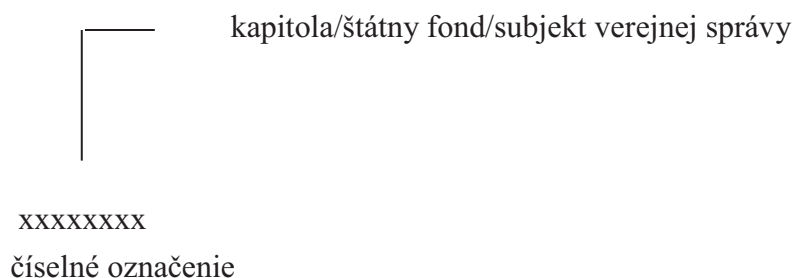 kapitola/štátny fond/subjekt verejnej správy
xxxxxxxx
číselné označenie